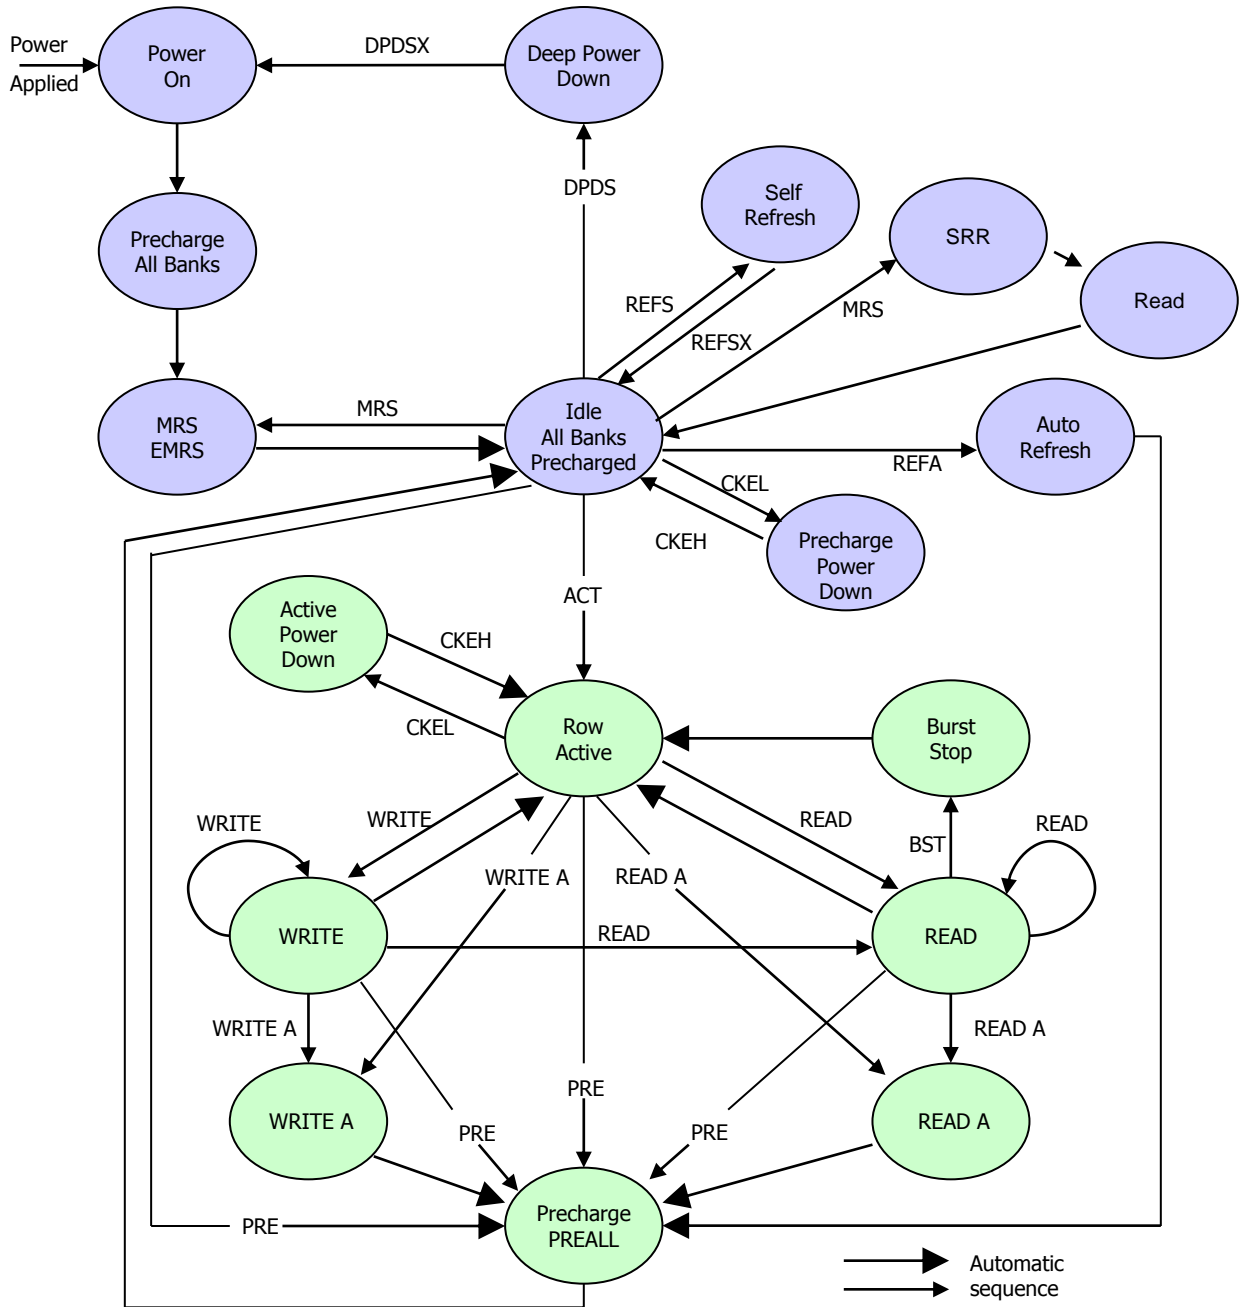 Power
Applied
Power
On
DPDSX
Deep Power
Down
DPDS
Self
Refresh
SRR
Read
Precharge
All Banks
REFS
REFSX
MRS
MRS
EMRS
MRS
Idle
All Banks
Precharged
Auto
Refresh
REFA
CKEL
CKEH
Precharge
Power
Down
ACT
Active
Power
Down
CKEH
CKEL
Row
Active
Burst
Stop
WRITE
WRITE
READ
BST
READ
WRITE A
READ A
WRITE
READ
READ
WRITE A
READ A
WRITE A
PRE
PRE
PRE
READ A
PRE
Precharge
PREALL
Automatic
sequence